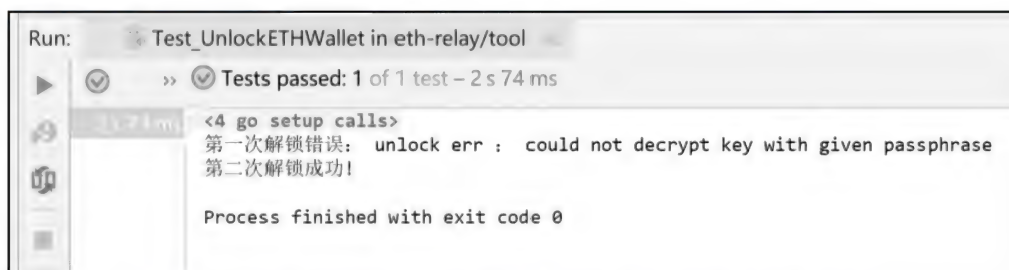 Run: Test_UnlockETHWallet in eth-relay/tool
>> Tests passed: 1 of 1 test – 2 s 74 ms
<4 go setup calls>
第一次解锁错误： unlock err ： could not decrypt key with given passphrase
第二次解锁成功!
Process finished with exit code 0